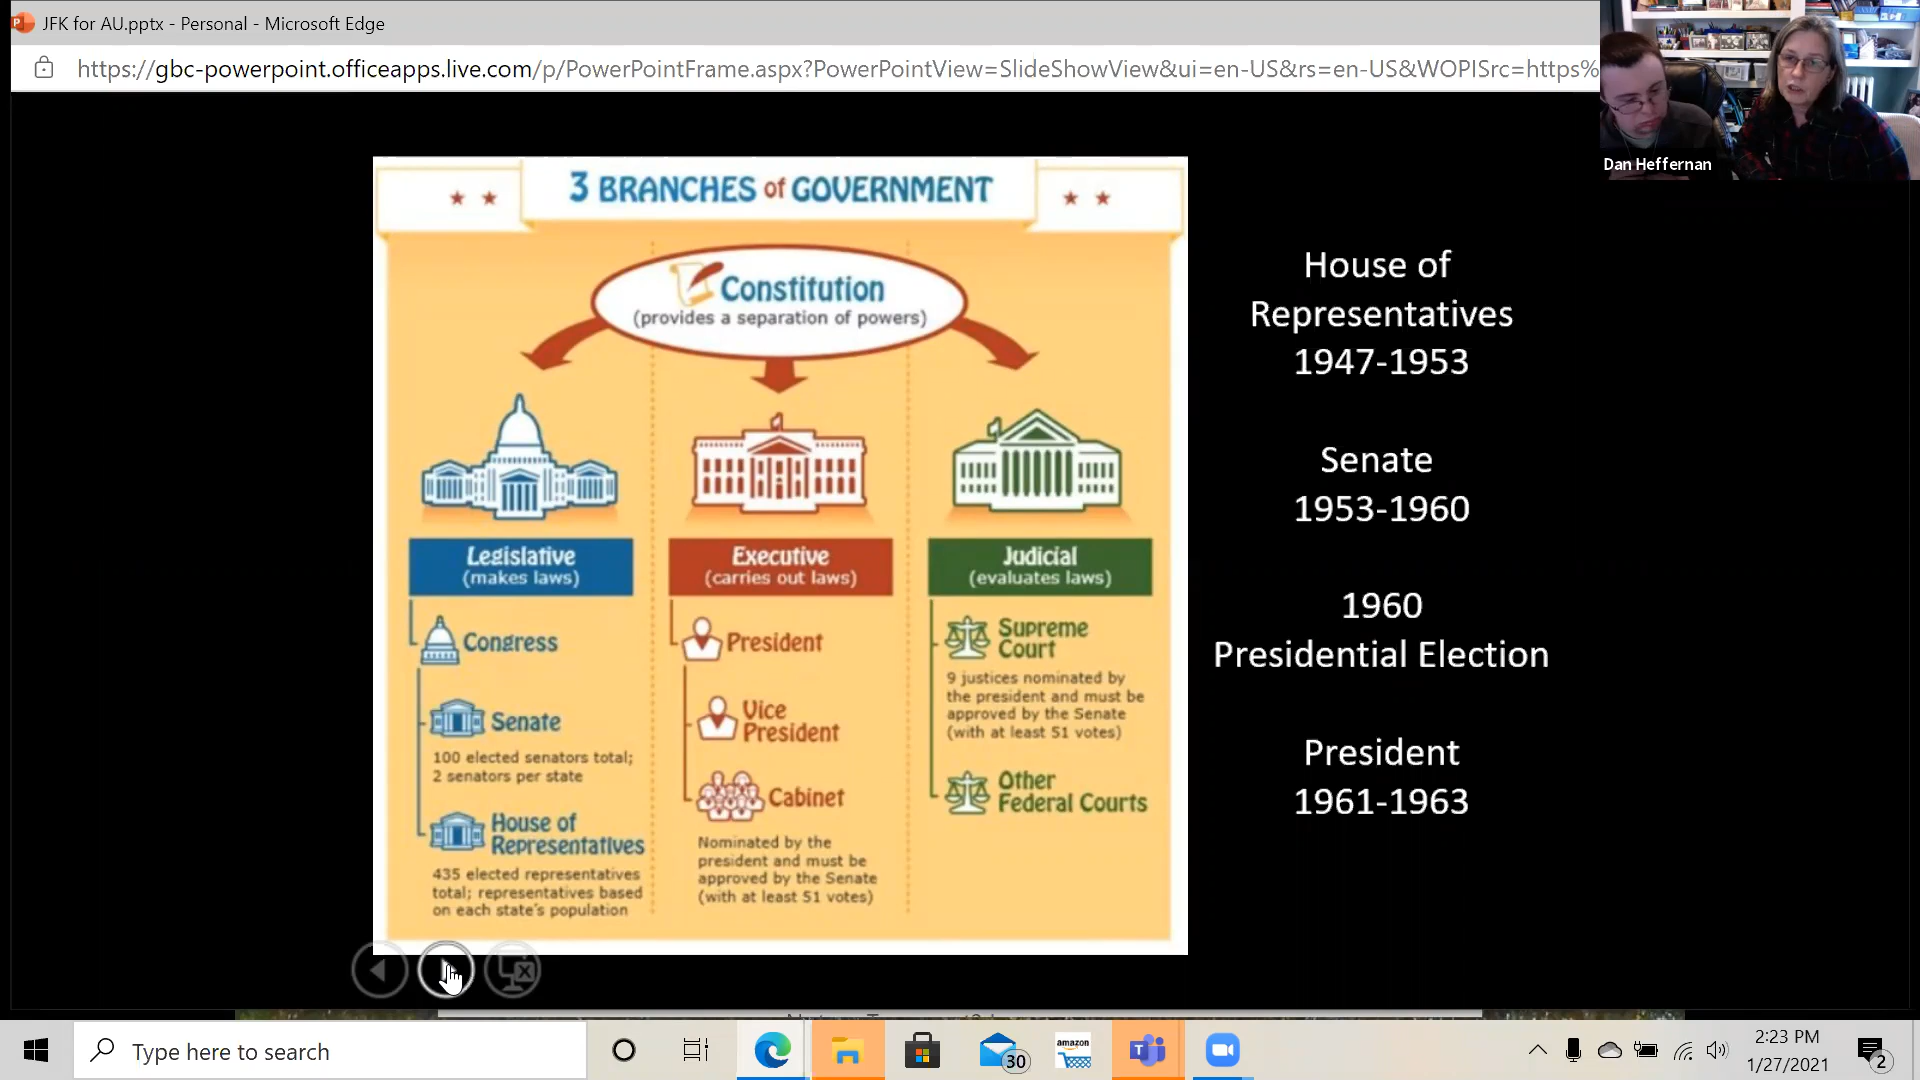 JFK for AU.pptx - Personal - Microsoft Edge
https://gbc-powerpoint.officeapps.live.com/p/PowerPointFrame.aspx?PowerPointView=SlideShowView&ui=en-US&rs=en-US&WOPISrc=https%
Dan Heffernan
3 BRANCHES of GOVERNMENT
Constitution
(provides a separation of powers)
Legislative
(makes laws)
Congress
Senate
100 elected senators total;
2 senators per state
House of
Representatives
435 elected representatives
total; representatives based
on each state's population
Executive
(carries out laws)
President
Vice
President
Cabinet
Nominated by the
president and must be
approved by the Senate
(with at least 51 votes)
Judicial
(evaluates laws)
Supreme
Court
9 justices nominated by
the president and must be
approved by the Senate
(with at least 51 votes)
Other
Federal Courts
House of
Representatives
1947-1953
Senate
1953-1960
1960
Presidential Election
President
1961-1963
Type here to search
30
amazon
2:23 PM
1/27/2021
2